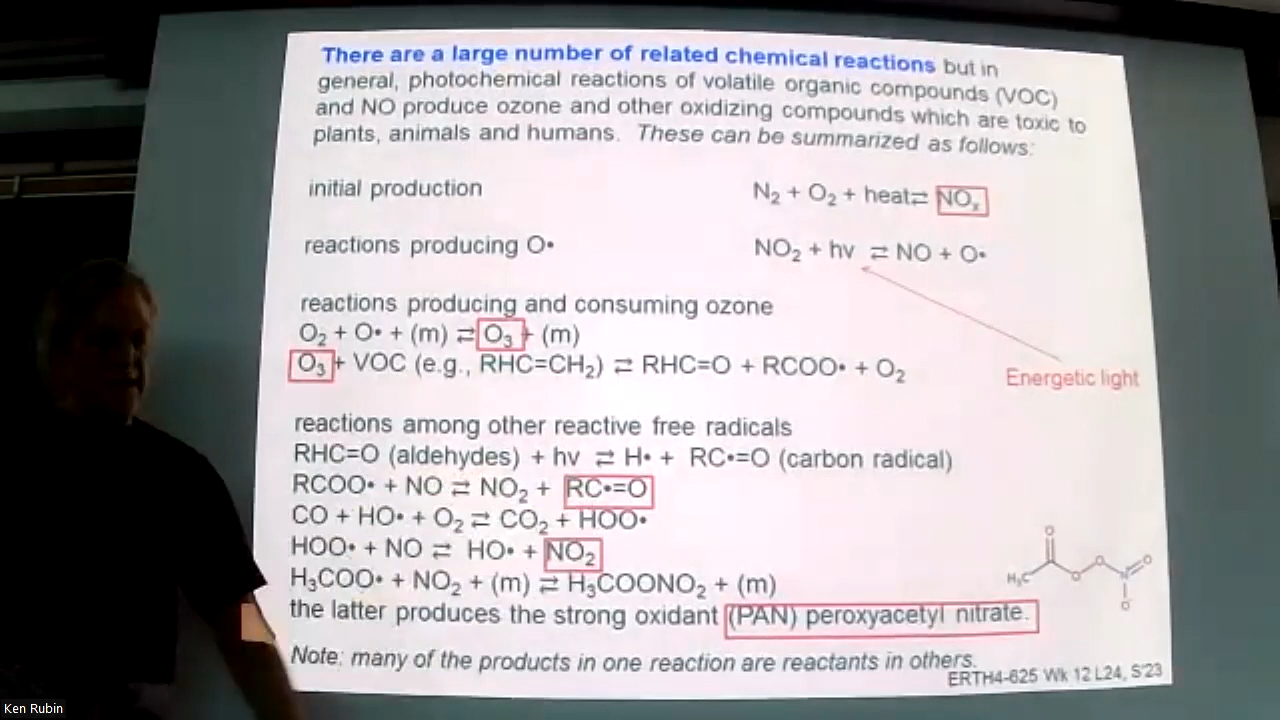 There are a large number of related chemical reactions but in
general, photochemical reactions of volatile organic compounds (VOC)
and NO produce ozone and other oxidizing compounds which are toxic to
plants, animals and humans. These can be summarized as follows:
initial production N₂ + O₂ + heat⇌ NOₓ
reactions producing O• NO₂ + hv ⇌ NO + O•
reactions producing and consuming ozone
O₂ + O• + (m) ⇌ O₃ + (m)
O₃ + VOC (e.g., RHC=CH₂) ⇌ RHC=O + RCOO• + O₂
Energetic light
reactions among other reactive free radicals
RHC=O (aldehydes) + hv ⇌ H• + RC•=O (carbon radical)
RCOO• + NO ⇌ NO₂ + RC•=O
CO + HO• + O₂ ⇌ CO₂ + HOO•
HOO• + NO ⇌ HO• + NO₂
H₃COO• + NO₂ + (m) ⇌ H₃COONO₂ + (m)
the latter produces the strong oxidant (PAN) peroxyacetyl nitrate.
O
H₃C
O
O
N
O
O
Note: many of the products in one reaction are reactants in others.
ERTH4-625 Wk 12 L24, S'23
Ken Rubin